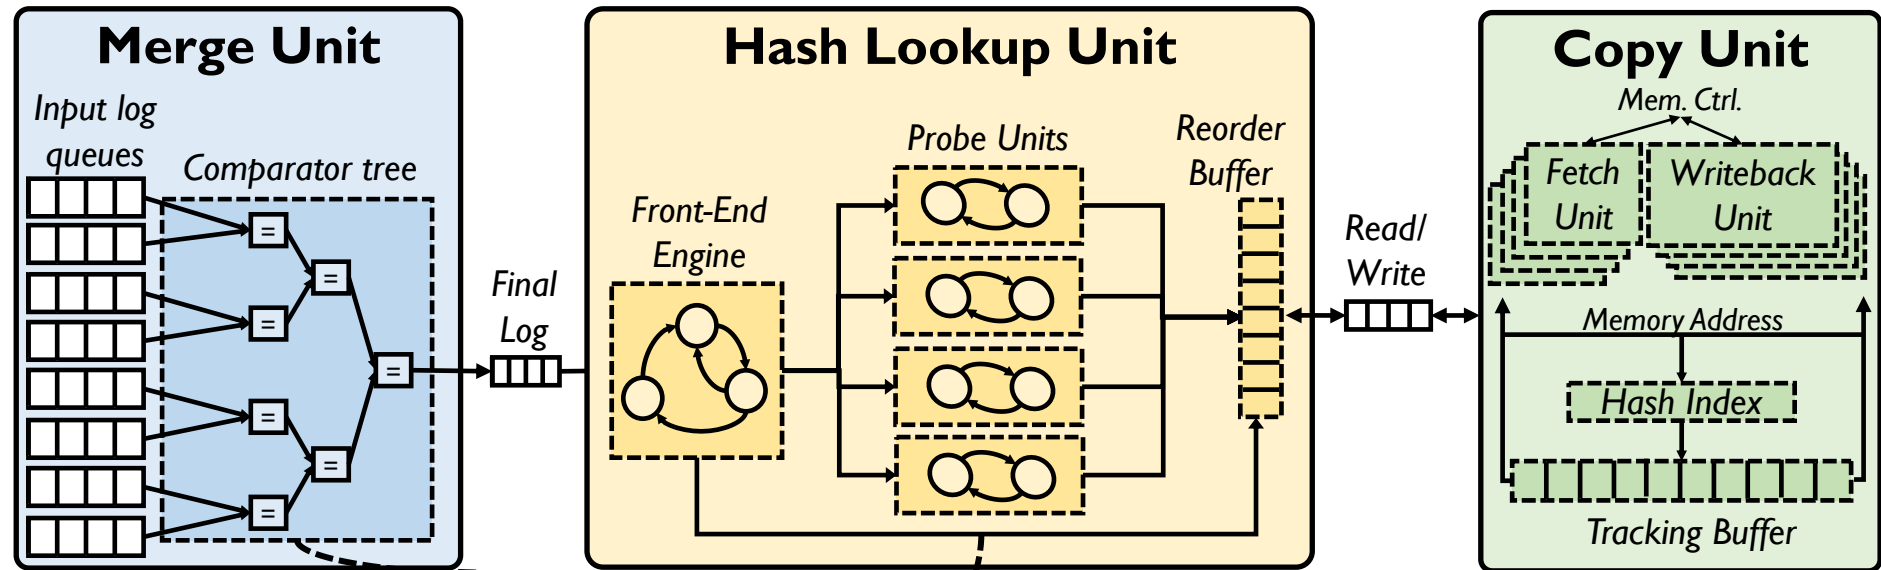 Merge Unit
Input log
queues
Comparator tree
=
=
=
=
=
=
=
Final
Log
Hash Lookup Unit
Front-End
Engine
Probe Units
Reorder
Buffer
Read/
Write
Copy Unit
Mem. Ctrl.
Fetch
Unit
Writeback
Unit
Memory Address
Hash Index
Tracking Buffer